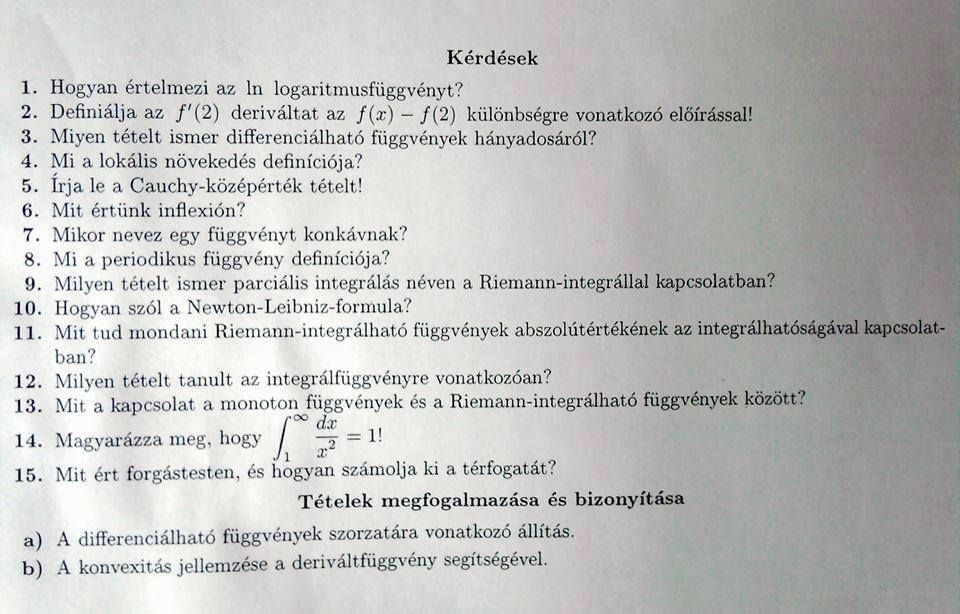 Kérdések
1. Hogyan értelmezi az ln logaritmusfüggvényt?
2. Definiálja az f′(2) deriváltat az f(x) − f(2) különbségre vonatkozó előírással!
3. Miyen tételt ismer differenciálható függvények hányadosáról?
4. Mi a lokális növekedés definíciója?
5. Írja le a Cauchy-középérték tételt!
6. Mit értünk inflexión?
7. Mikor nevez egy függvényt konkávnak?
8. Mi a periodikus függvény definíciója?
9. Milyen tételt ismer parciális integrálás néven a Riemann-integrállal kapcsolatban?
10. Hogyan szól a Newton-Leibniz-formula?
11. Mit tud mondani Riemann-integrálható függvények abszolútértékének az integrálhatóságával kapcsolat-
ban?
12. Milyen tételt tanult az integrálfüggvényre vonatkozóan?
13. Mit a kapcsolat a monoton függvények és a Riemann-integrálható függvények között?
14. Magyarázza meg, hogy ∫₁^∞ dx/x² = 1!
15. Mit ért forgástesten, és hogyan számolja ki a térfogatát?
Tételek megfogalmazása és bizonyítása
a) A differenciálható függvények szorzatára vonatkozó állítás.
b) A konvexitás jellemzése a deriváltfüggvény segítségével.